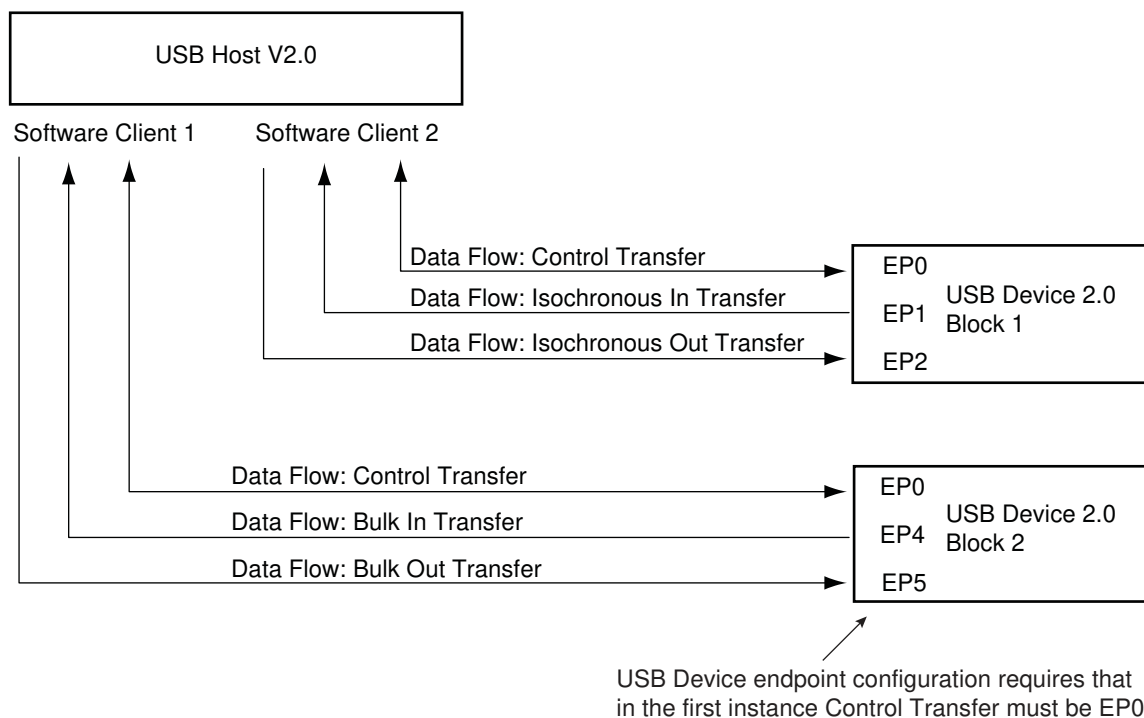 USB Host V2.0
Software Client 1
Software Client 2
Data Flow: Control Transfer
EP0
Data Flow: Isochronous In Transfer
EP1
USB Device 2.0
Block 1
Data Flow: Isochronous Out Transfer
EP2
Data Flow: Control Transfer
EP0
Data Flow: Bulk In Transfer
EP4
USB Device 2.0
Block 2
Data Flow: Bulk Out Transfer
EP5
USB Device endpoint configuration requires that
in the first instance Control Transfer must be EP0